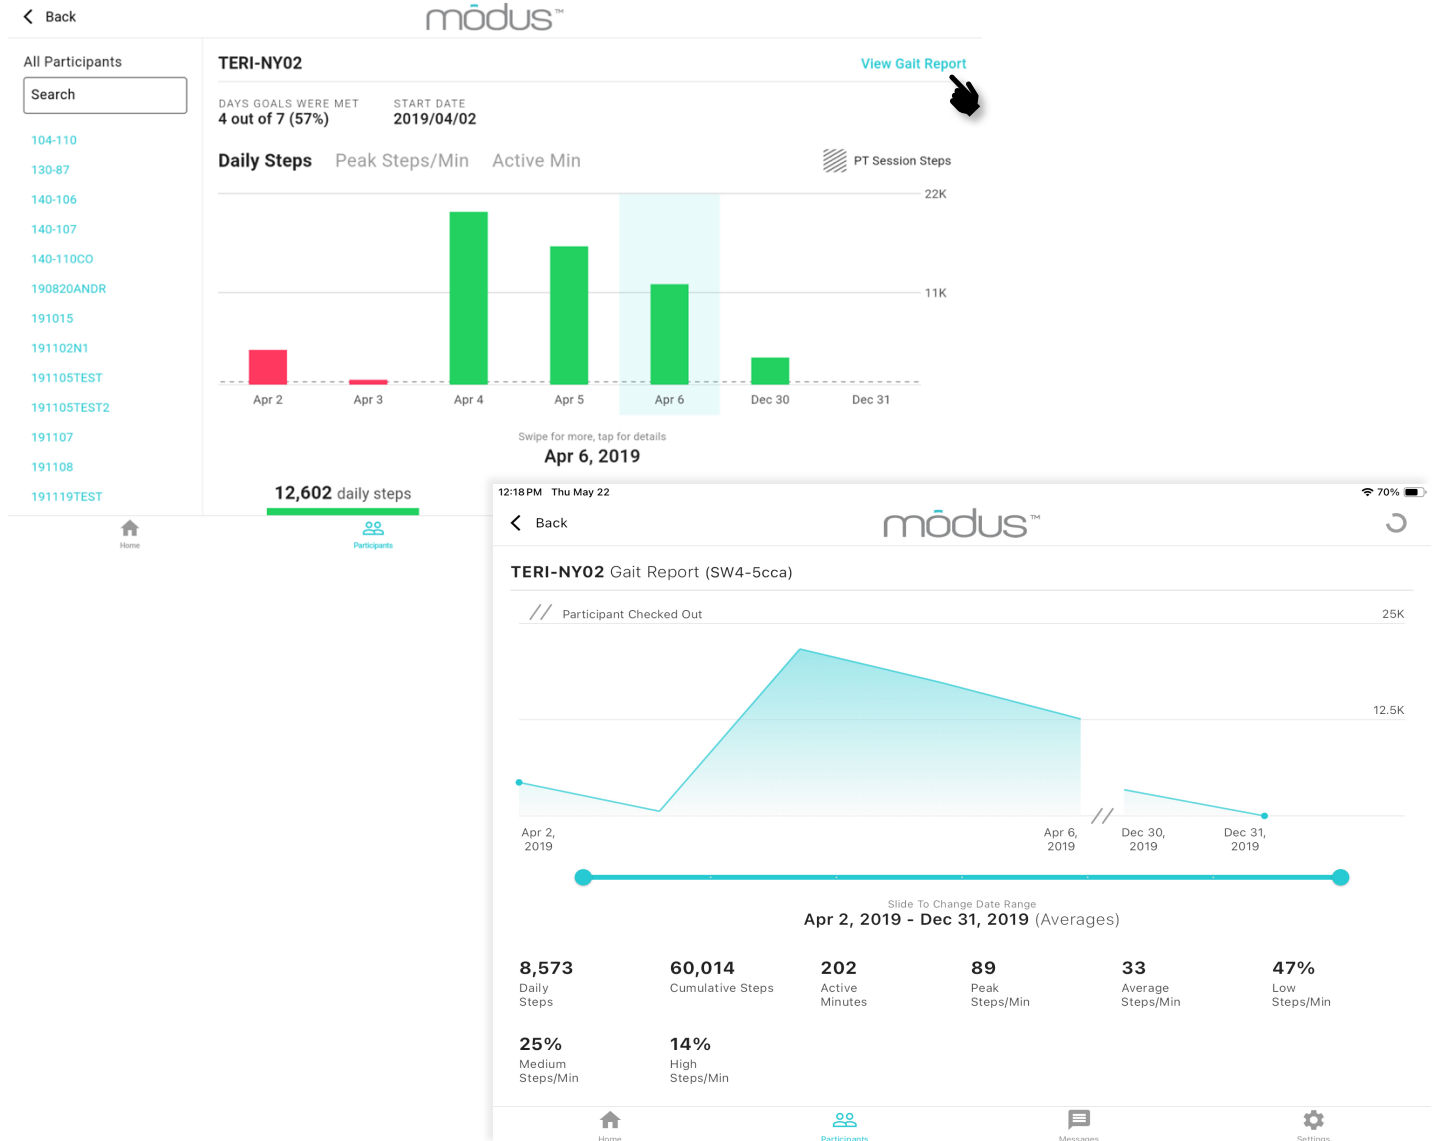 Back
mōdus™
All Participants
Search
104-110
130-87
140-106
140-107
140-110CO
190820ANDR
191015
191102N1
191105TEST
191105TEST2
191107
191108
191119TEST
TERI-NY02
View Gait Report
DAYS GOALS WERE MET
START DATE
4 out of 7 (57%)
2019/04/02
Daily Steps
Peak Steps/Min
Active Min
PT Session Steps
22K
11K
Apr 2
Apr 3
Apr 4
Apr 5
Apr 6
Dec 30
Dec 31
Swipe for more, tap for details
Apr 6, 2019
12,602 daily steps
Home
Participants
12:18 PM Thu May 22
70%
Back
mōdus™
TERI-NY02 Gait Report (SW4-5cca)
Participant Checked Out
25K
12.5K
Apr 2,
2019
Apr 6,
2019
Dec 30,
2019
Dec 31,
2019
Slide To Change Date Range
Apr 2, 2019 - Dec 31, 2019 (Averages)
8,573
Daily
Steps
60,014
Cumulative Steps
202
Active
Minutes
89
Peak
Steps/Min
33
Average
Steps/Min
47%
Low
Steps/Min
25%
Medium
Steps/Min
14%
High
Steps/Min
Home
Participants
Messages
Settings